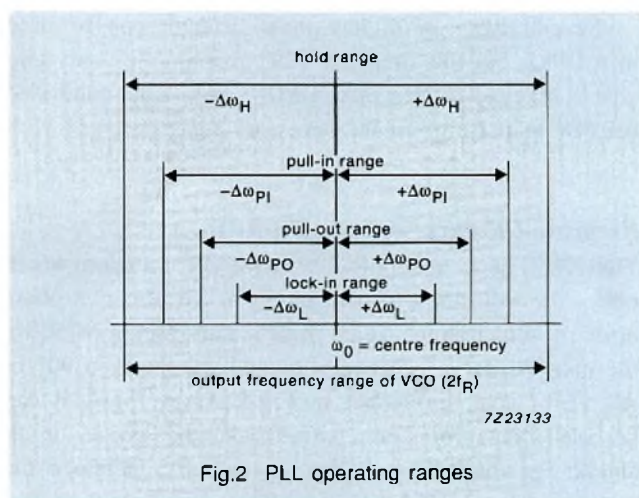 hold range
−Δω_H +Δω_H
pull-in range
−Δω_PI +Δω_PI
pull-out range
−Δω_PO +Δω_PO
lock-in range
−Δω_L +Δω_L
ω_0 = centre frequency
output frequency range of VCO (2f_R)
7Z23133
Fig.2 PLL operating ranges